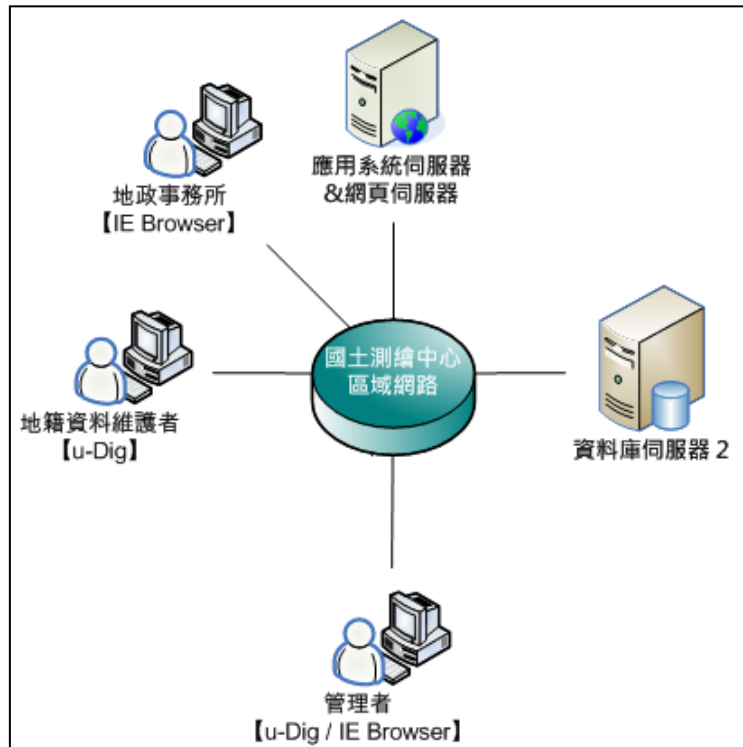 應用系統伺服器
&網頁伺服器
地政事務所
【IE Browser】
國土測繪中心
區域網路
地籍資料維護者
【u-Dig】
資料庫伺服器 2
管理者
【u-Dig / IE Browser】